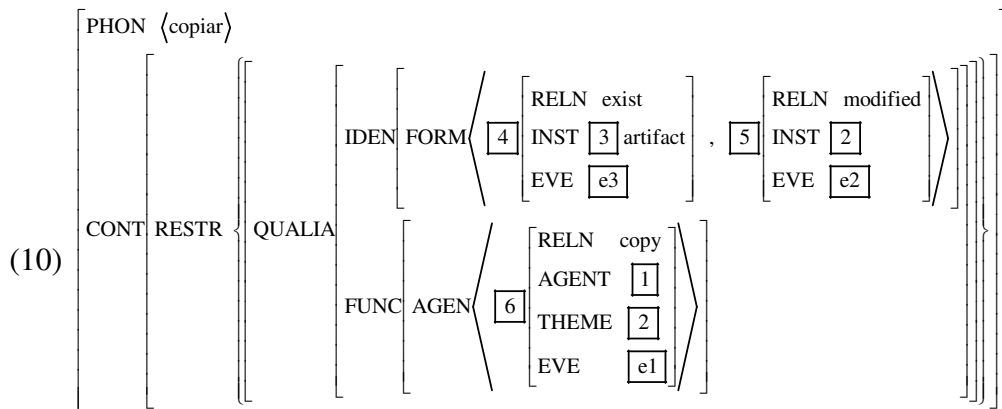 PHON ⟨copiar⟩
RELN exist
RELN modified
IDEN FORM 4 INST 3 artifact , 5 INST 2
EVE e3
EVE e2
(10) CONT RESTR QUALIA
RELN copy
AGENT 1
FUNC AGEN 6
THEME 2
EVE e1